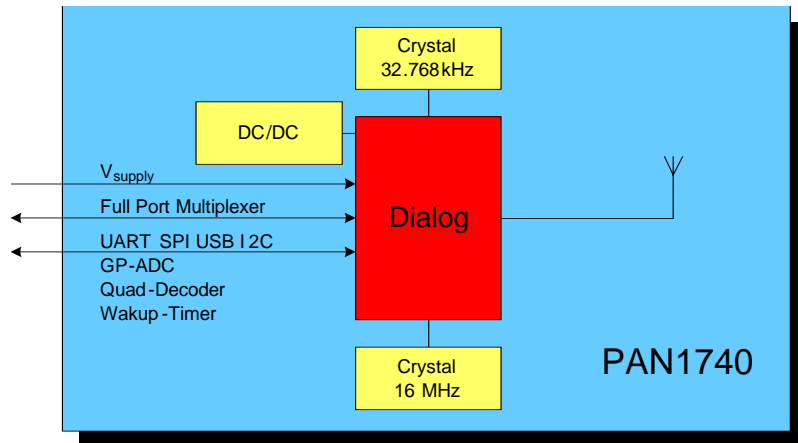 Crystal
32.768kHz
DC/DC
Vsupply
Full Port Multiplexer
Dialog
UART SPI USB I2C
GP-ADC
Quad-Decoder
Wakup-Timer
Crystal
16 MHz
PAN1740